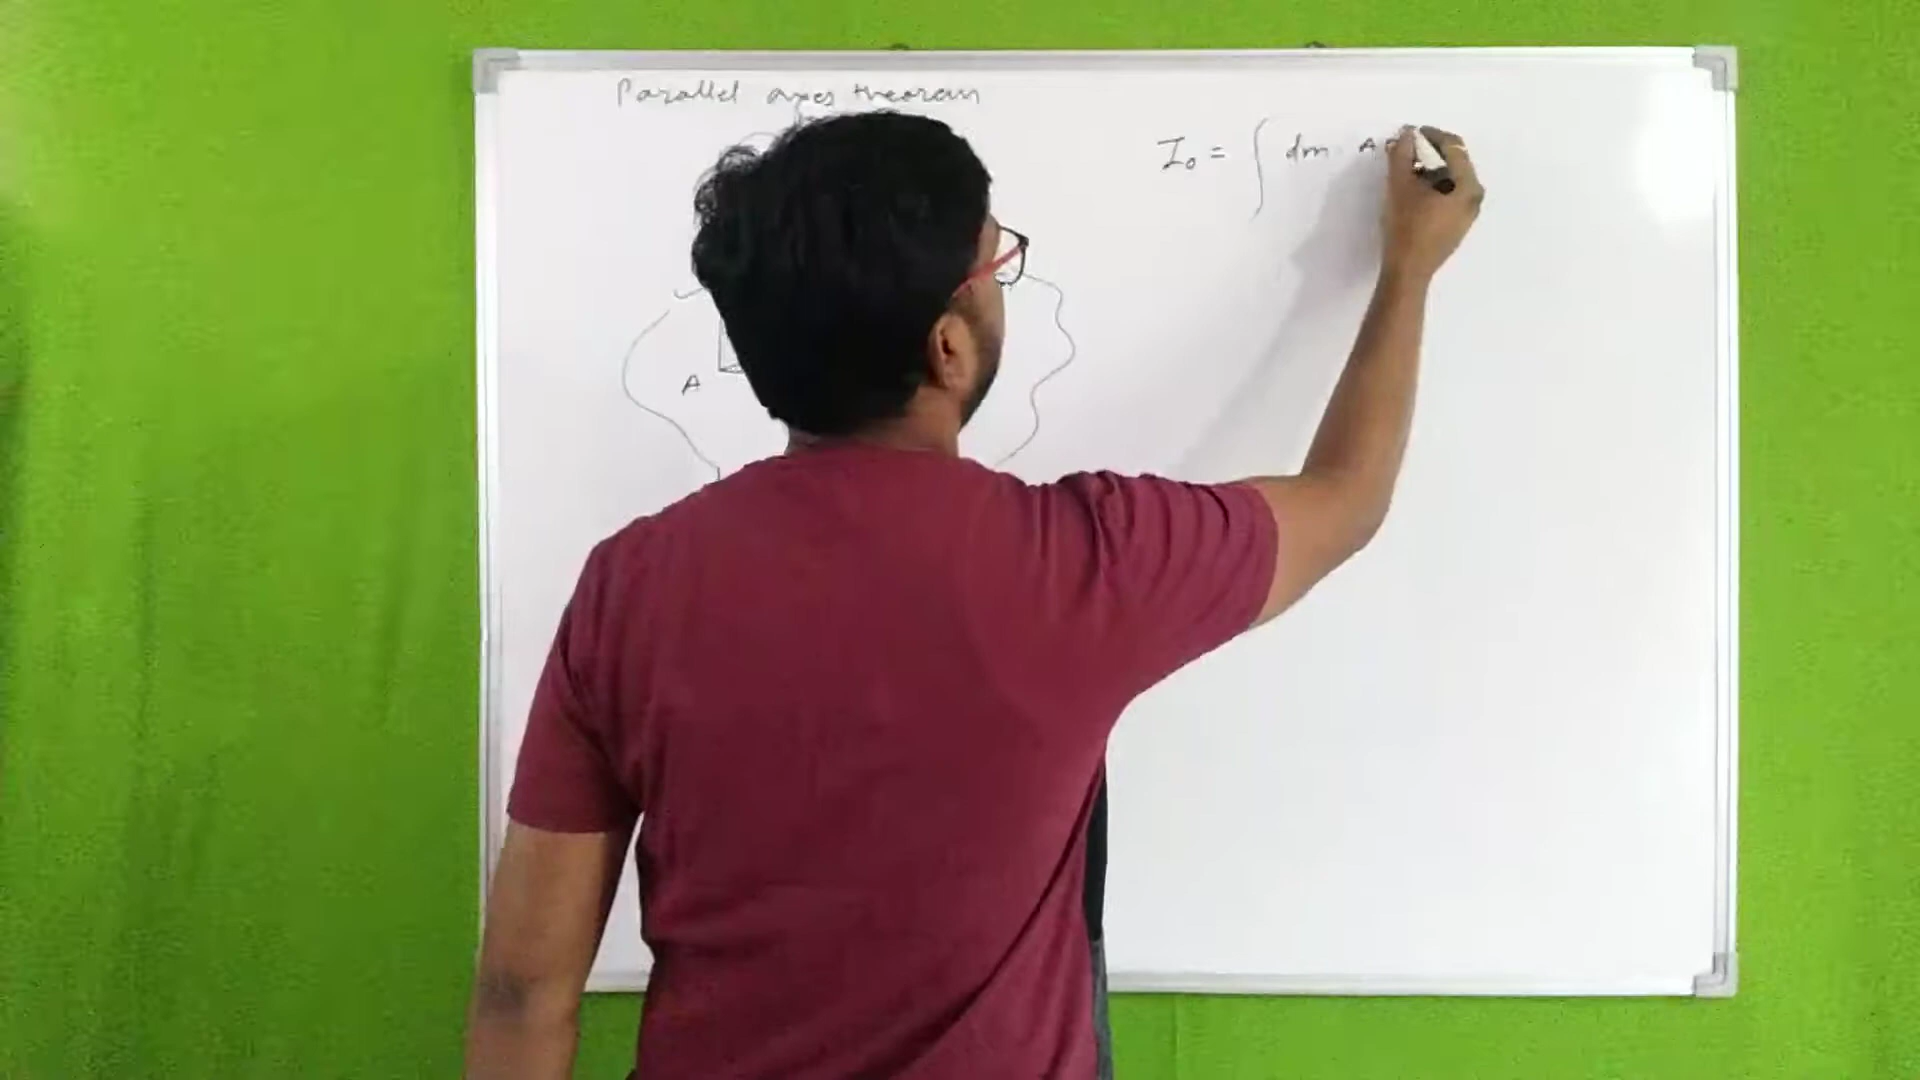 Parallel axes theorem
I₀ = ∫ dm A
A